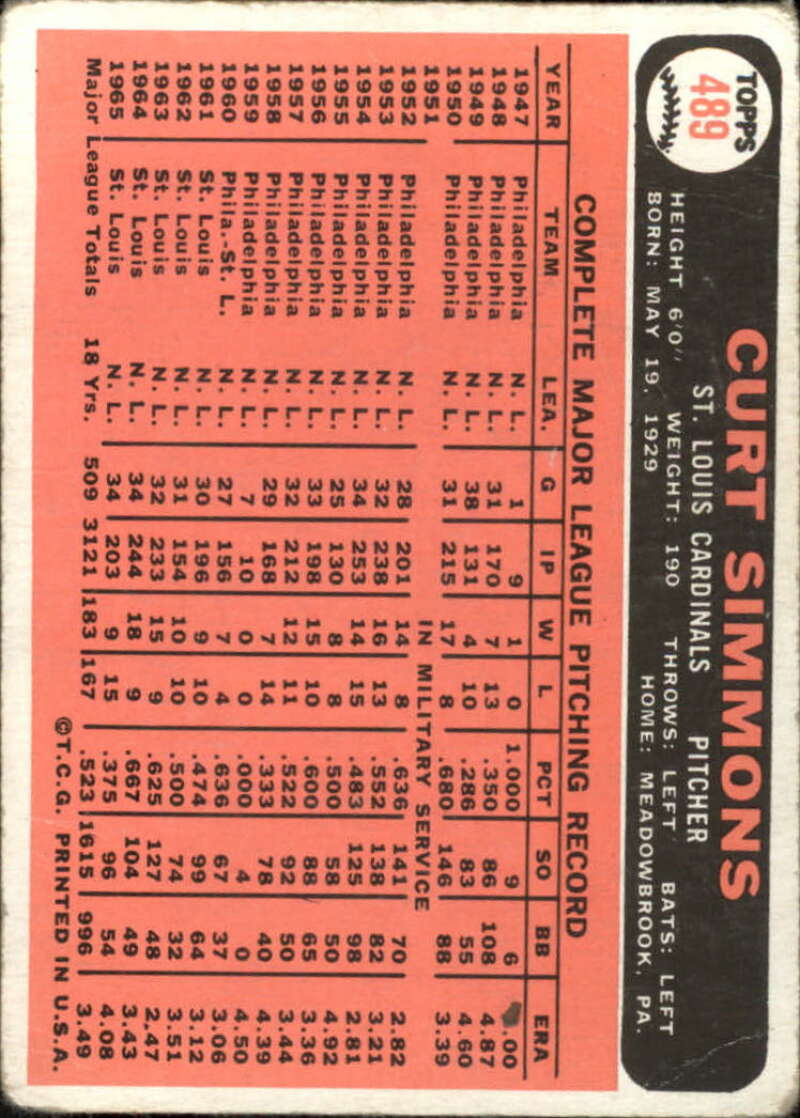 TOPPS
489
CURT SIMMONS
ST. LOUIS CARDINALS PITCHER
HEIGHT 6'0" WEIGHT: 190 THROWS: LEFT BATS: LEFT
BORN: MAY 19, 1929 HOME: MEADOWBROOK, PA.
COMPLETE MAJOR LEAGUE PITCHING RECORD
YEAR TEAM LEA. G IP W L PCT SO BB ERA
1947 Philadelphia N. L. 1 9 1 0 1.000 9 6 .00
1948 Philadelphia N. L. 31 170 7 13 .350 86 108 4.87
1949 Philadelphia N. L. 38 131 4 10 .286 83 55 4.60
1950 Philadelphia N. L. 31 215 17 8 .680 146 88 3.39
1951 IN MILITARY SERVICE
1952 Philadelphia N. L. 28 201 14 8 .636 141 70 2.82
1953 Philadelphia N. L. 32 238 16 13 .552 138 82 3.21
1954 Philadelphia N. L. 34 253 14 15 .483 125 98 2.81
1955 Philadelphia N. L. 25 130 8 8 .500 58 50 4.92
1956 Philadelphia N. L. 33 198 15 10 .600 88 65 3.36
1957 Philadelphia N. L. 32 212 12 11 .522 92 50 3.44
1958 Philadelphia N. L. 29 168 7 14 .333 78 40 4.39
1959 Philadelphia N. L. 7 10 0 0 .000 4 0 4.50
1960 Phila.-St. L. N. L. 27 156 7 4 .636 67 37 3.06
1961 St. Louis N. L. 30 196 9 10 .474 99 64 3.12
1962 St. Louis N. L. 31 154 10 10 .500 74 32 3.51
1963 St. Louis N. L. 32 233 15 9 .625 127 48 2.47
1964 St. Louis N. L. 34 244 18 9 .667 104 49 3.43
1965 St. Louis N. L. 34 203 9 15 .375 96 54 4.08
Major League Totals 18 Yrs. 509 3121 183 167 .523 1615 996 3.49
©T.C.G. PRINTED IN U.S.A.